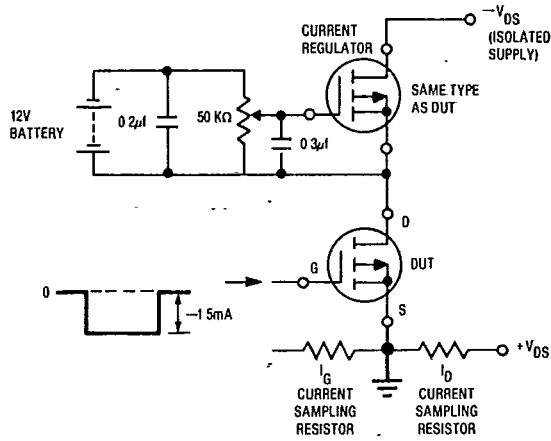 −VDS
(ISOLATED
SUPPLY)
CURRENT
REGULATOR
SAME TYPE
AS DUT
12V
BATTERY
0 2µf
50 KΩ
0 3µf
D
G
DUT
S
0
−1 5mA
IG
CURRENT
SAMPLING
RESISTOR
ID
CURRENT
SAMPLING
RESISTOR
+VDS